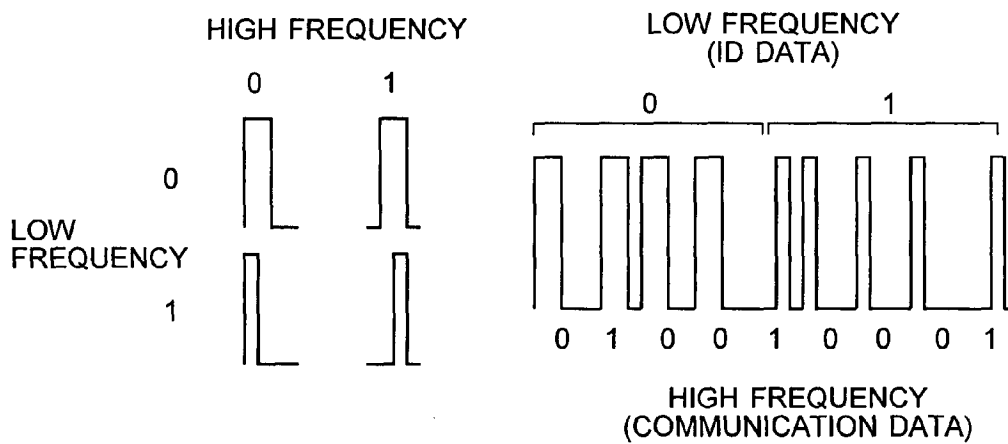 HIGH FREQUENCY
0 1
0
LOW
FREQUENCY
1
LOW FREQUENCY
(ID DATA)
0 1
0 1 0 0 1 0 0 0 1
HIGH FREQUENCY
(COMMUNICATION DATA)